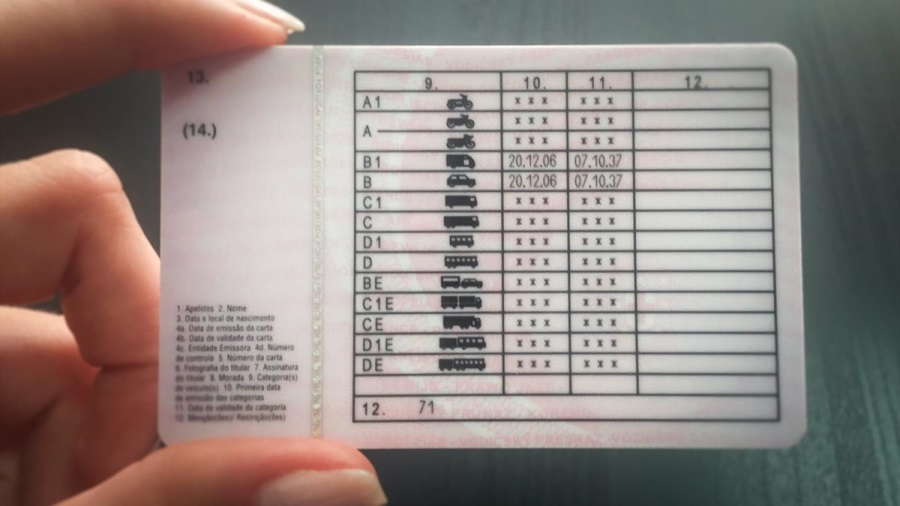 13.
(14.)
1. Apelidos 2. Nome
3. Data e local de nascimento
4a. Data de emissão da carta
4b. Data de validade da carta
4c. Entidade Emissora 4d. Número
de controlo 5. Número da carta
6. Fotografia do titular 7. Assinatura
do titular 8. Morada 9. Categoria(s)
de veículo(s) 10. Primeira data
de emissão das categorias
11. Data de validade da categoria
12. Menção(ões)/ Restrição(ões)
9. 10. 11. 12.
A1 x x x x x x
x x x x x x
A
x x x x x x
B1 20.12.06 07.10.37
B 20.12.06 07.10.37
C1 x x x x x x
C x x x x x x
D1 x x x x x x
D x x x x x x
BE x x x x x x
C1E x x x x x x
CE x x x x x x
D1E x x x x x x
DE x x x x x x
12. 71